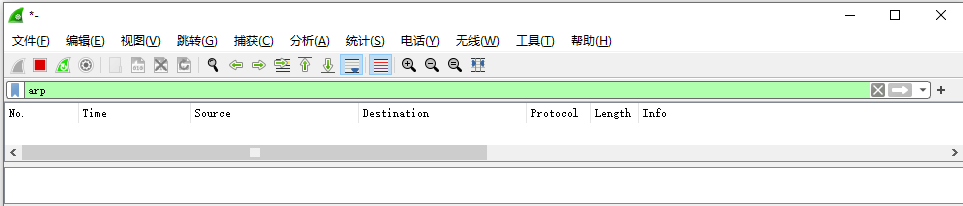 *-
文件(F) 编辑(E) 视图(V) 跳转(G) 捕获(C) 分析(A) 统计(S) 电话(Y) 无线(W) 工具(T) 帮助(H)
arp
No. Time Source Destination Protocol Length Info